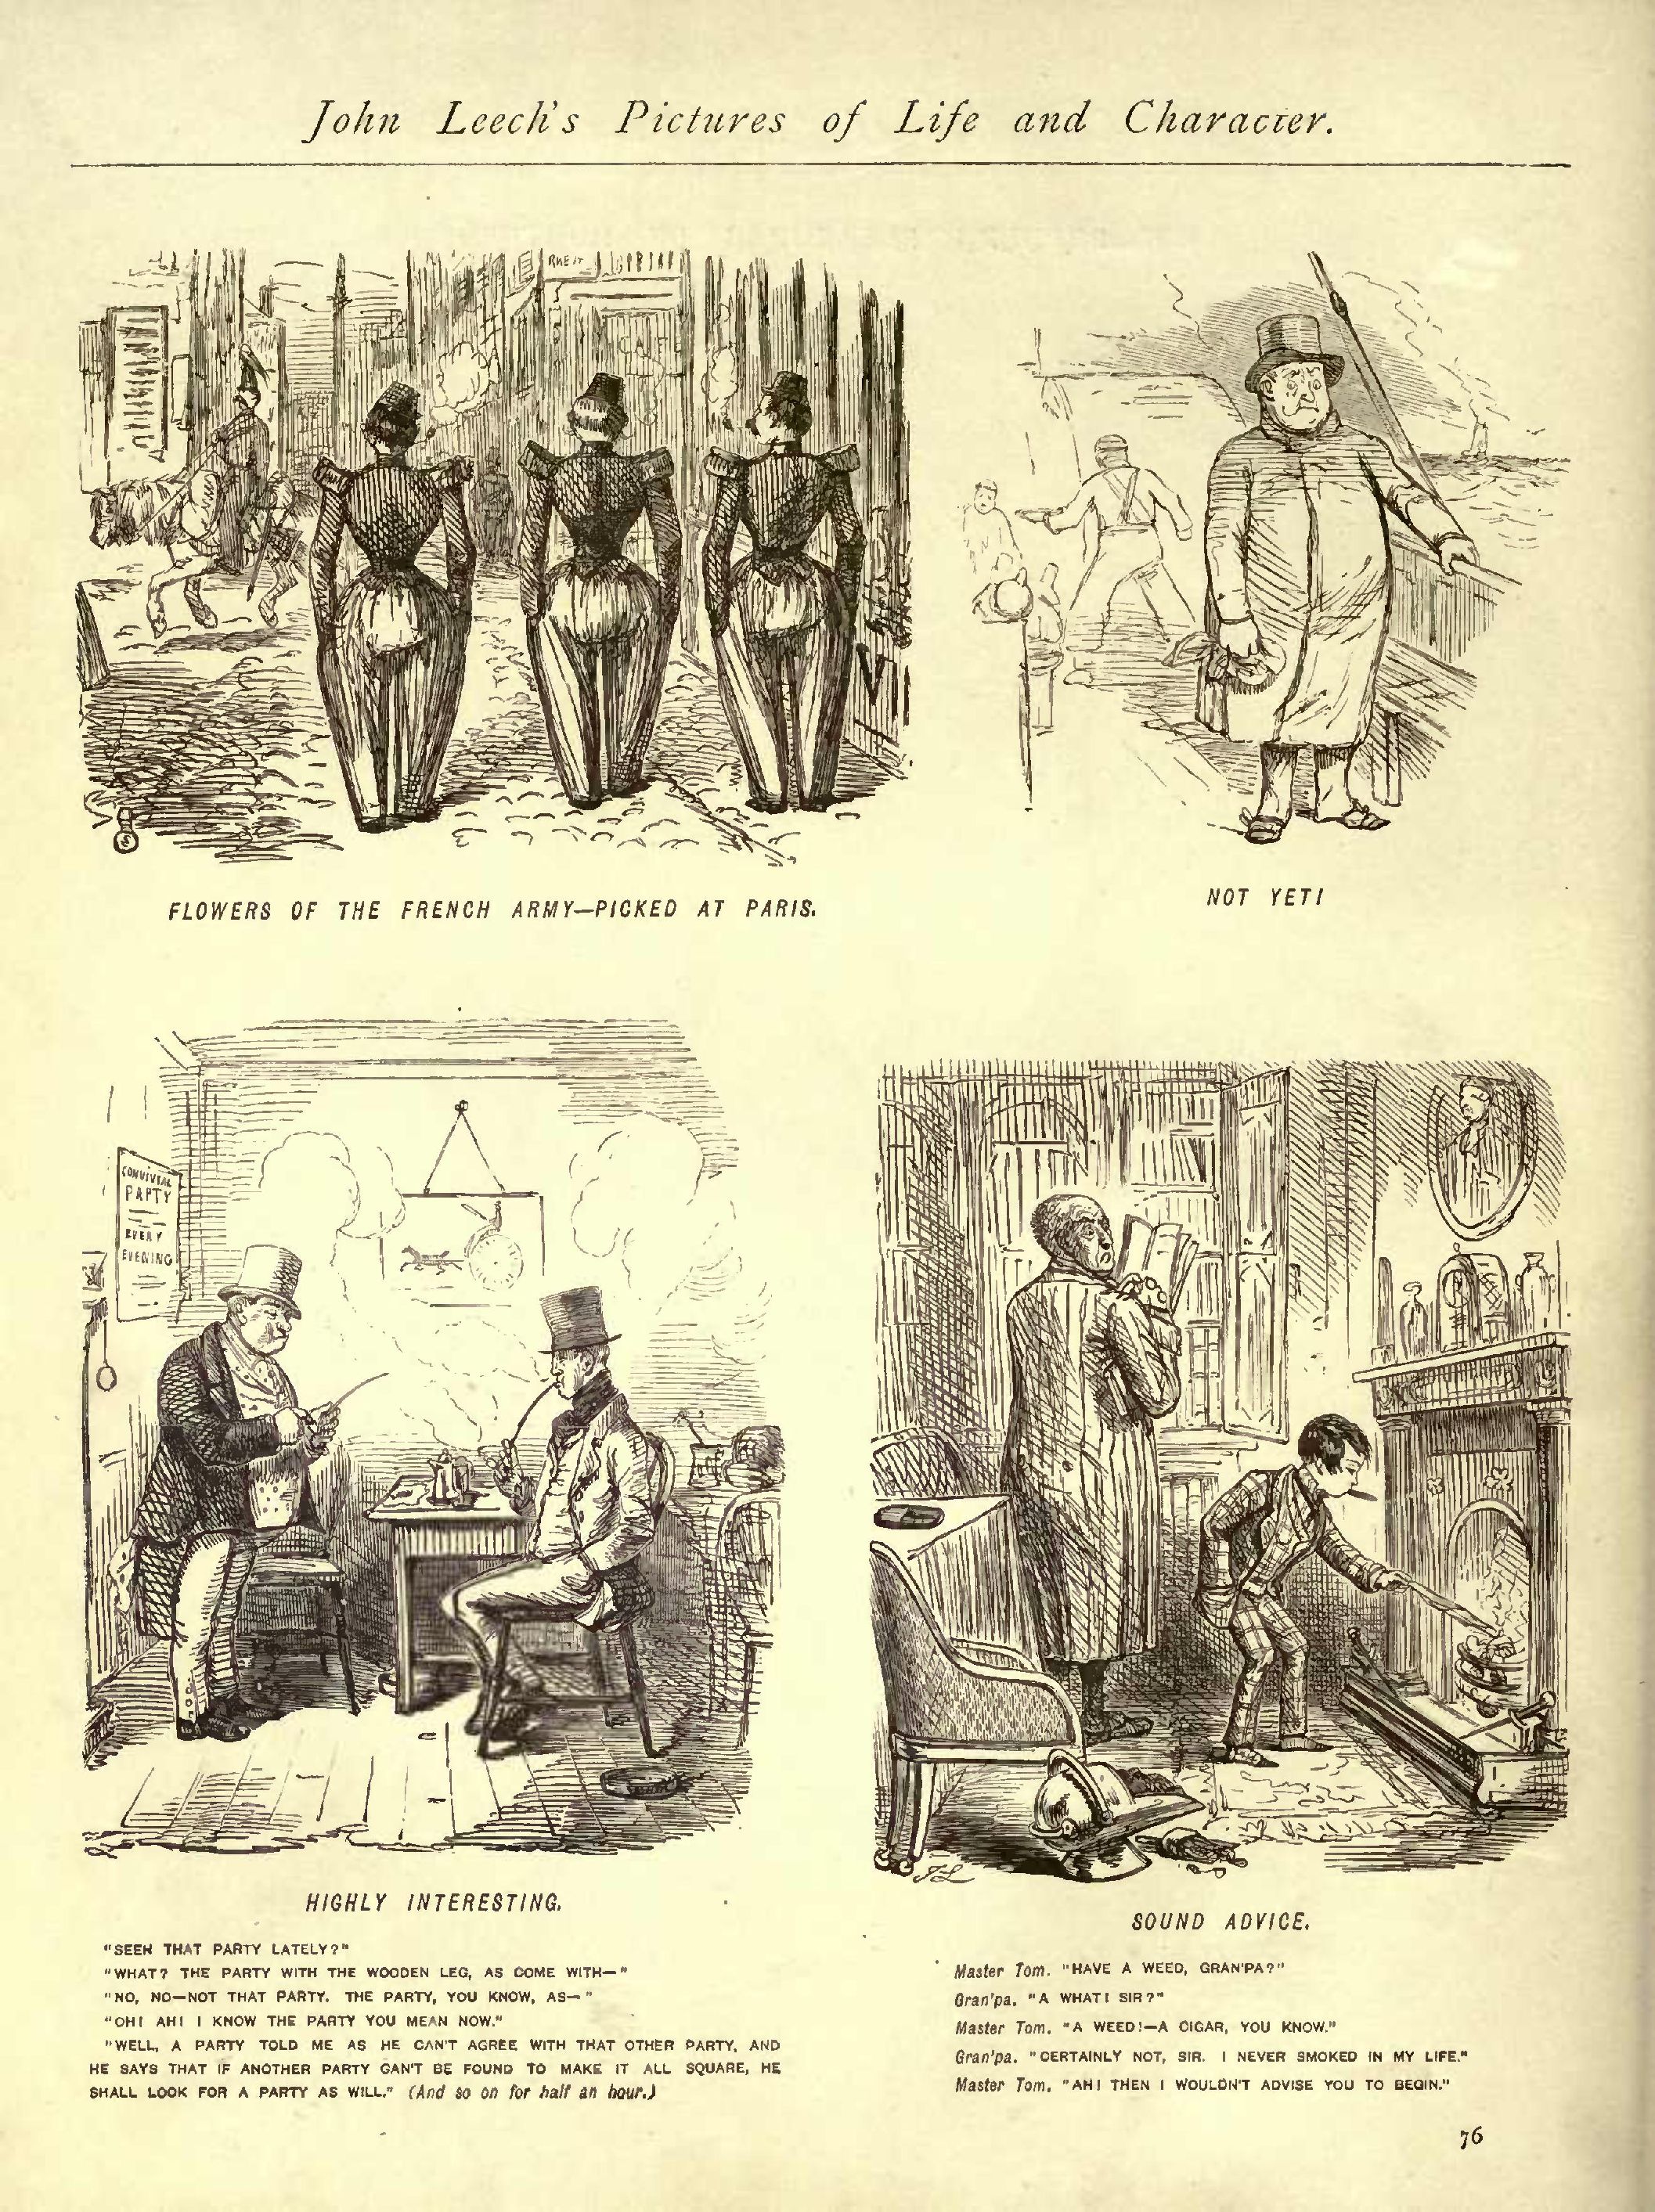 John Leech's Pictures of Life and Character.
FLOWERS OF THE FRENCH ARMY—PICKED AT PARIS.
NOT YET!
CONVIVIAL
PARTY
EVERY
EVENING
HIGHLY INTERESTING.
"SEEN THAT PARTY LATELY?"
"WHAT? THE PARTY WITH THE WOODEN LEG, AS COME WITH—"
"NO, NO—NOT THAT PARTY. THE PARTY, YOU KNOW, AS—"
"OH! AH! I KNOW THE PARTY YOU MEAN NOW."
"WELL, A PARTY TOLD ME AS HE CAN'T AGREE WITH THAT OTHER PARTY, AND
HE SAYS THAT IF ANOTHER PARTY CAN'T BE FOUND TO MAKE IT ALL SQUARE, HE
SHALL LOOK FOR A PARTY AS WILL." (And so on for half an hour.)
JL
SOUND ADVICE.
Master Tom. "HAVE A WEED, GRAN'PA?"
Gran'pa. "A WHAT! SIR?"
Master Tom. "A WEED!—A CIGAR, YOU KNOW."
Gran'pa. "CERTAINLY NOT, SIR. I NEVER SMOKED IN MY LIFE."
Master Tom. "AH! THEN I WOULDN'T ADVISE YOU TO BEGIN."
76